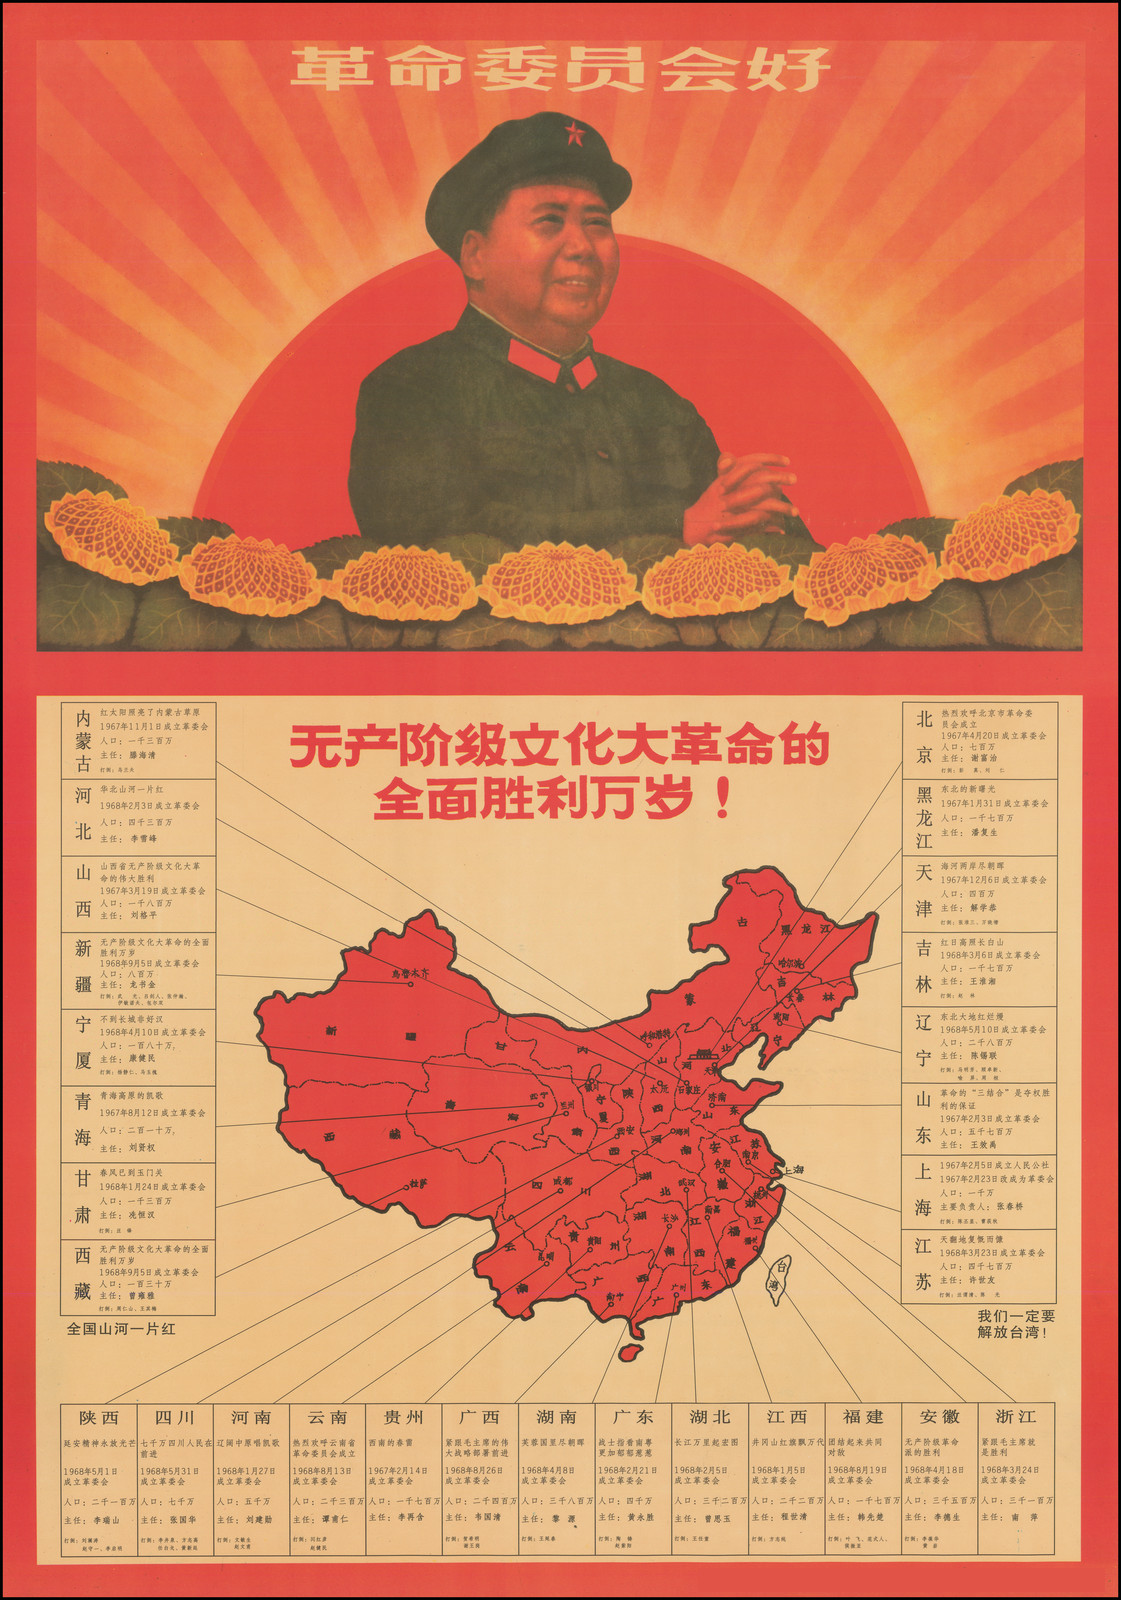 革命委员会好
无产阶级文化大革命的
全面胜利万岁！
内蒙古
红太阳照亮了内蒙古草原
1967年11月1日成立革委会
人口：一千三百万
主任：滕海清
河北
华北山河一片红
1968年2月3日成立革委会
人口：四千三百万
主任：李雪峰
山西
山西省无产阶级文化大革
命的伟大胜利
1967年3月19日成立革委会
人口：一千八百万
主任：刘格平
新疆
无产阶级文化大革命的全面
胜利万岁
1968年9月5日成立革委会
人口：八百万
主任：龙书金
宁厦
不到长城非好汉
1968年4月10日成立革委会
人口：一百八十万，
主任：康健民
青海
青海高原的凯歌
1967年8月12日成立革委会
人口：二百一十万，
主任：刘贤权
甘肃
春风已到玉门关
1968年1月24日成立革委会
人口：一千三百万
主任：冼恒汉
西藏
无产阶级文化大革命的全面
胜利万岁
1968年9月5日成立革委会
人口：一百三十万
主任：曾雍雅
全国山河一片红
北京
热烈欢呼北京市革命委
员会成立
1967年4月20日成立革委会
人口：七百万
主任：谢富治
黑龙江
东北的新曙光
1967年1月31日成立革委会
人口：一千七百万
主任：潘复生
天津
海河两岸尽朝晖
1967年12月6日成立革委会
人口：四百万
主任：解学恭
吉林
红日高照长白山
1968年3月6日成立革委会
人口：一千七百万
主任：王淮湘
辽宁
东北大地红烂熳
1968年5月10日成立革委会
人口：二千八百万
主任：陈锡联
山东
革命的“三结合”是夺权胜
利的保证
1967年2月3日成立革委会
人口：五千七百万
主任：王效禹
上海
1967年2月5日成立人民公社
1967年2月23日改成为革委会
人口：一千万
主要负责人：张春桥
江苏
天翻地复慨而慷
1968年3月23日成立革委会
人口：四千七百万
主任：许世友
我们一定要
解放台湾！
新疆
乌鲁木齐
西藏
拉萨
黑龙江
哈尔滨
吉林
呼和浩特
太原
石家庄
济南
山东
上海
四川
成都
台湾
陕西
延安精神永放光芒
1968年5月1日
成立革委会
人口：二千一百万
主任：李瑞山
四川
七千万四川人民在
前进
1968年5月31日
成立革委会
人口：七千万
主任：张国华
河南
辽阔中原唱凯歌
1968年1月27日
成立革委会
人口：五千万
主任：刘建勋
云南
热烈欢呼云南省
革命委员会成立
1968年8月13日
成立革委会
人口：二千三百万
主任：谭甫仁
贵州
西南的春雷
1967年2月14日
成立革委会
人口：一千七百万
主任：李再含
广西
紧跟毛主席的伟
大战略部署前进
1968年8月26日
成立革委会
人口：二千四百万
主任：韦国清
湖南
芙蓉国里尽朝晖
1968年4月8日
成立革委会
人口：三千八百万
主任：黎 源
广东
战士指看南粤
更加郁郁葱葱
1968年2月21日
成立革委会
人口：四千万
主任：黄永胜
湖北
长江万里起宏图
1968年2月5日
成立革委会
人口：三千二百万
主任：曾思玉
江西
井冈山红旗飘万代
1968年1月5日
成立革委会
人口：二千二百万
主任：程世清
福建
团结起来共同
对敌
1968年8月19日
成立革委会
人口：一千七百万
主任：韩先楚
安徽
无产阶级革命
派的胜利
1968年4月18日
成立革委会
人口：三千五百万
主任：李德生
浙江
紧跟毛主席就
是胜利
1968年3月24日
成立革委会
人口：三千一百万
主任：南 萍